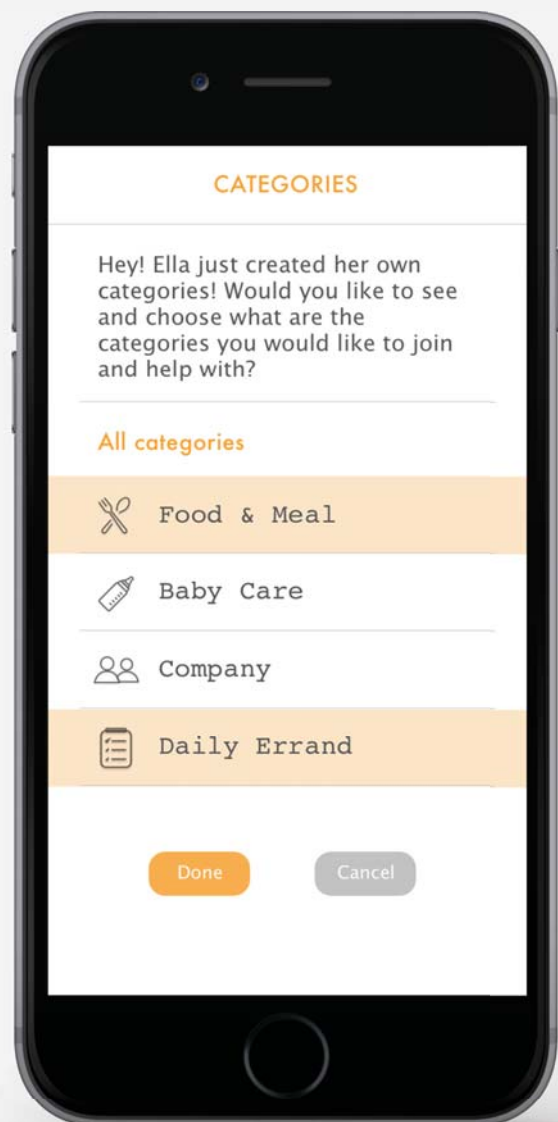 CATEGORIES
Hey! Ella just created her own
categories! Would you like to see
and choose what are the
categories you would like to join
and help with?
All categories
Food & Meal
Baby Care
Company
Daily Errand
Done Cancel